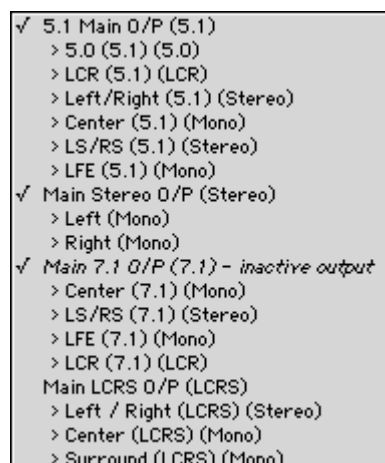 √ 5.1 Main O/P (5.1)
> 5.0 (5.1) (5.0)
> LCR (5.1) (LCR)
> Left/Right (5.1) (Stereo)
> Center (5.1) (Mono)
> LS/RS (5.1) (Stereo)
> LFE (5.1) (Mono)
√ Main Stereo O/P (Stereo)
> Left (Mono)
> Right (Mono)
√ Main 7.1 O/P (7.1) - inactive output
> Center (7.1) (Mono)
> LS/RS (7.1) (Stereo)
> LFE (7.1) (Mono)
> LCR (7.1) (LCR)
Main LCRS O/P (LCRS)
> Left / Right (LCRS) (Stereo)
> Center (LCRS) (Mono)
> Surround (LCRS) (Mono)